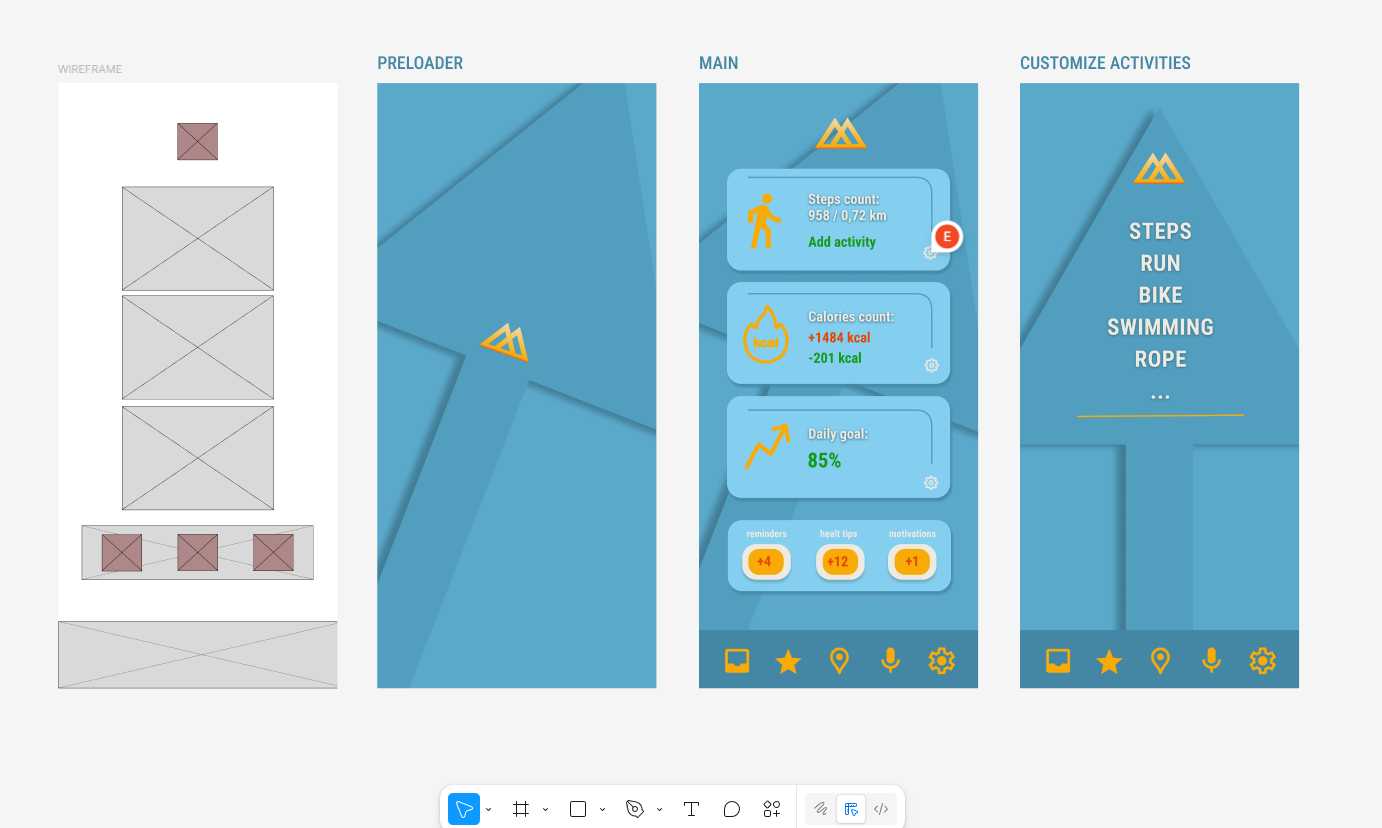 WIREFRAME
PRELOADER
MAIN
CUSTOMIZE ACTIVITIES
Steps count:
958 / 0,72 km
Add activity
E
kcal
Calories count:
+1484 kcal
-201 kcal
Daily goal:
85%
reminders
healt tips
motivations
+4
+12
+1
STEPS
RUN
BIKE
SWIMMING
ROPE
...